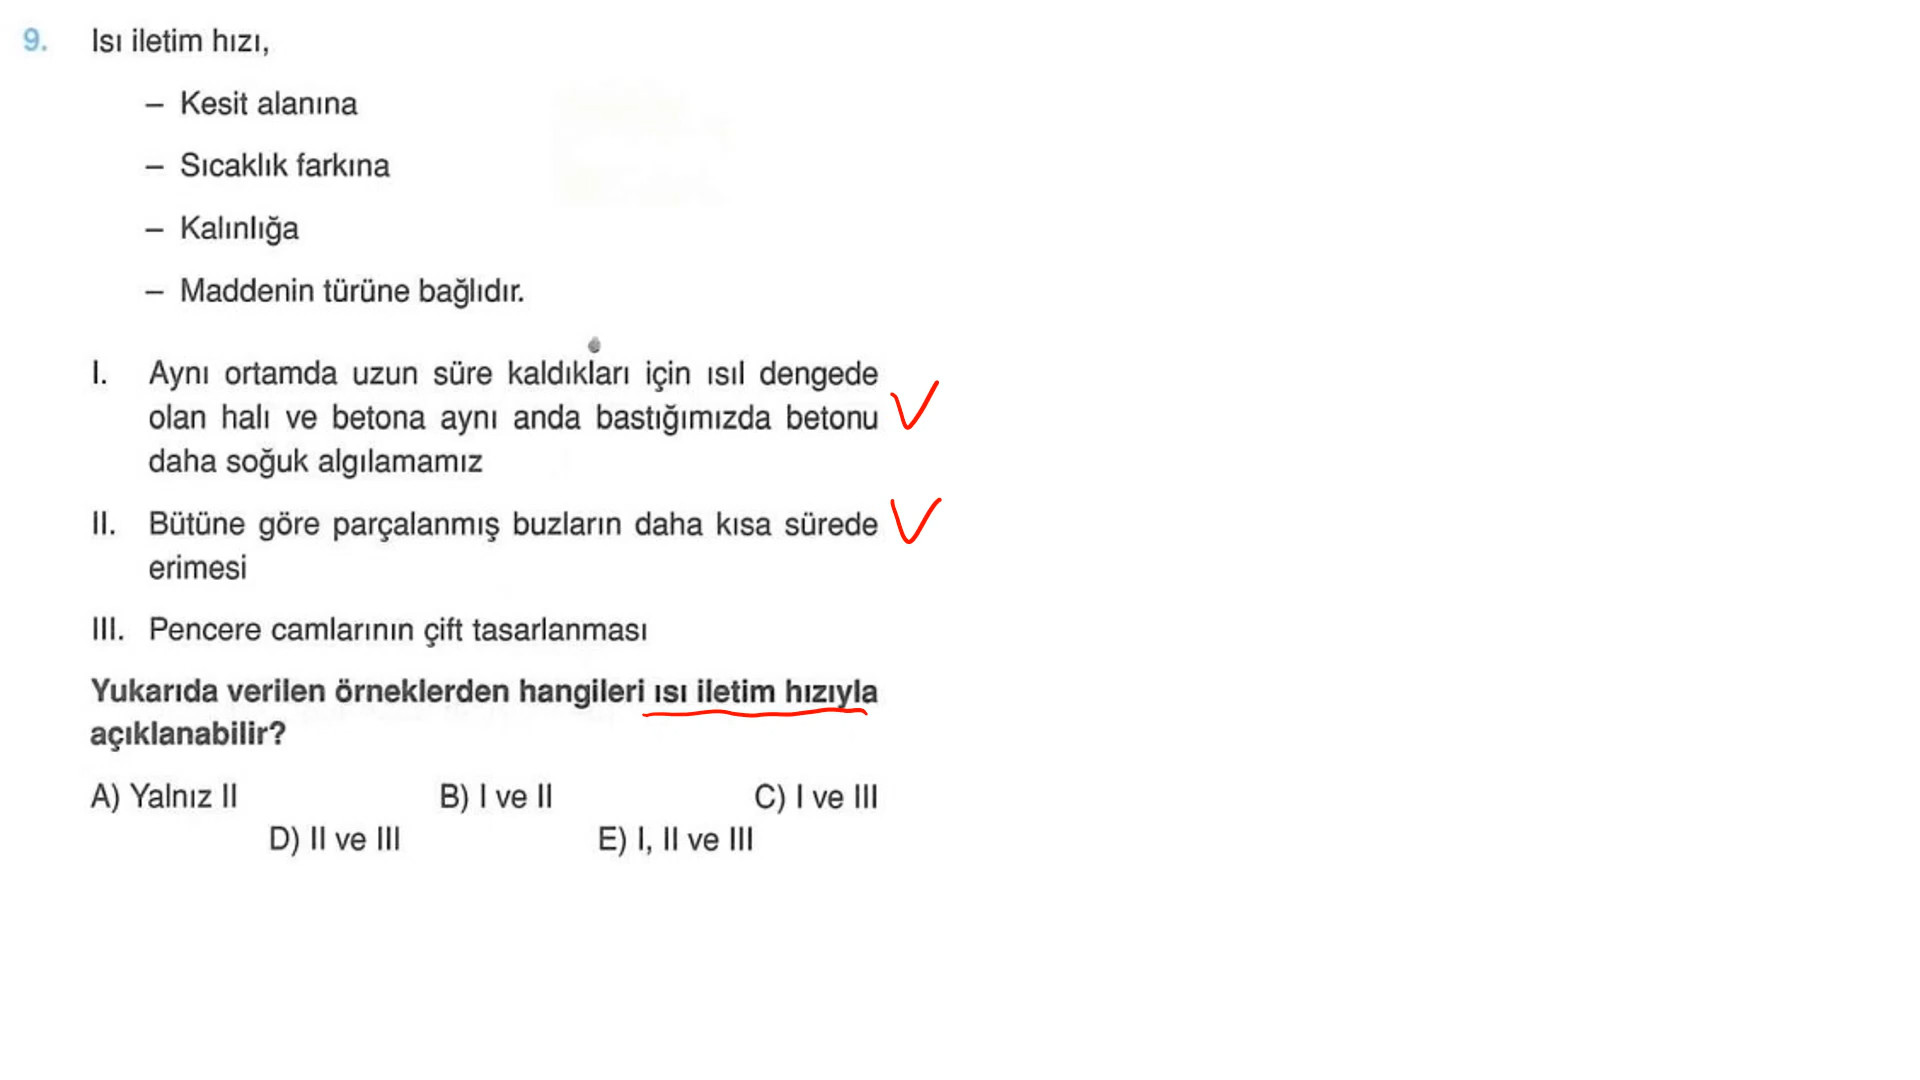 9. Isı iletim hızı,
– Kesit alanına
– Sıcaklık farkına
– Kalınlığa
– Maddenin türüne bağlıdır.
I. Aynı ortamda uzun süre kaldıkları için ısıl dengede
olan halı ve betona aynı anda bastığımızda betonu
daha soğuk algılamamız
II. Bütüne göre parçalanmış buzların daha kısa sürede
erimesi
III. Pencere camlarının çift tasarlanması
Yukarıda verilen örneklerden hangileri ısı iletim hızıyla
açıklanabilir?
A) Yalnız II B) I ve II C) I ve III
D) II ve III E) I, II ve III